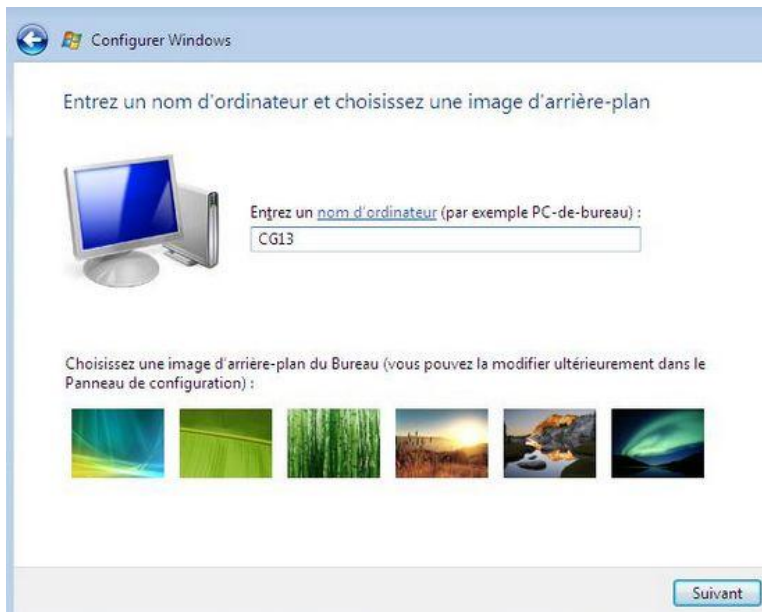 Configurer Windows
Entrez un nom d'ordinateur et choisissez une image d'arrière-plan
Entrez un nom d'ordinateur (par exemple PC-de-bureau) :
CG13
Choisissez une image d'arrière-plan du Bureau (vous pouvez la modifier ultérieurement dans le
Panneau de configuration) :
Suivant